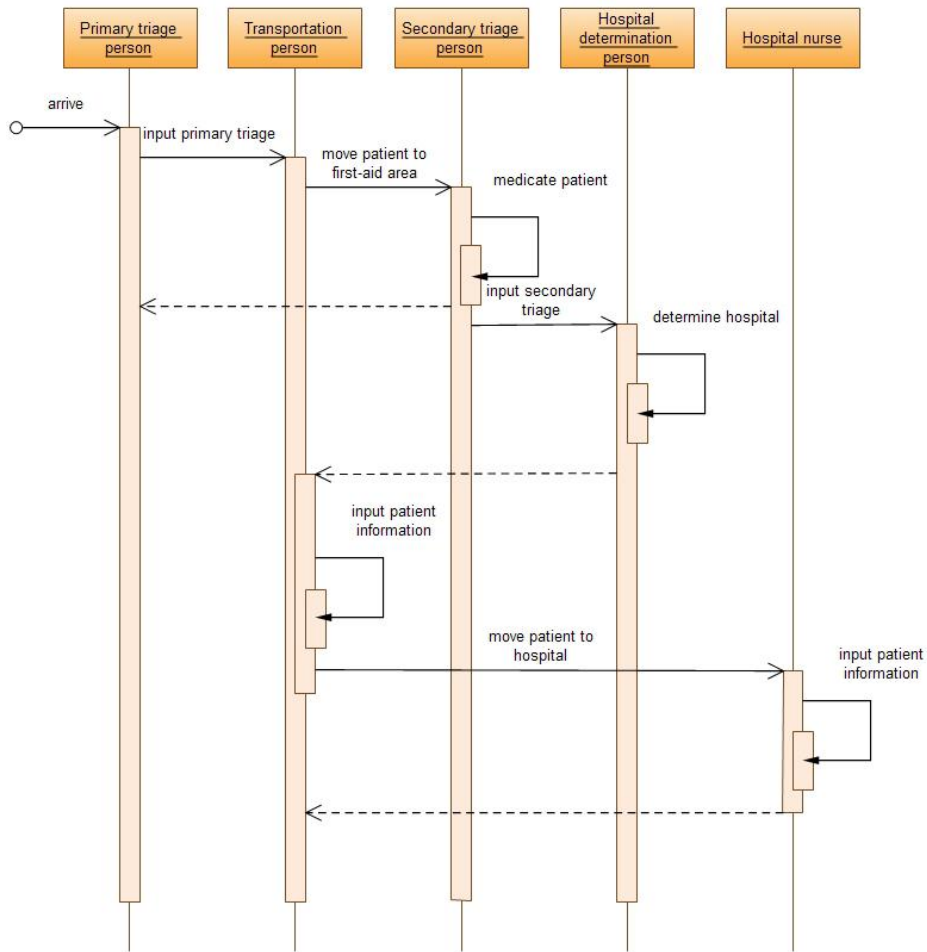 Primary triage
person
Transportation
person
Secondary triage
person
Hospital
determination
person
Hospital nurse
arrive
input primary triage
move patient to
first-aid area
medicate patient
input secondary
triage
determine hospital
input patient
information
move patient to
hospital
input patient
information